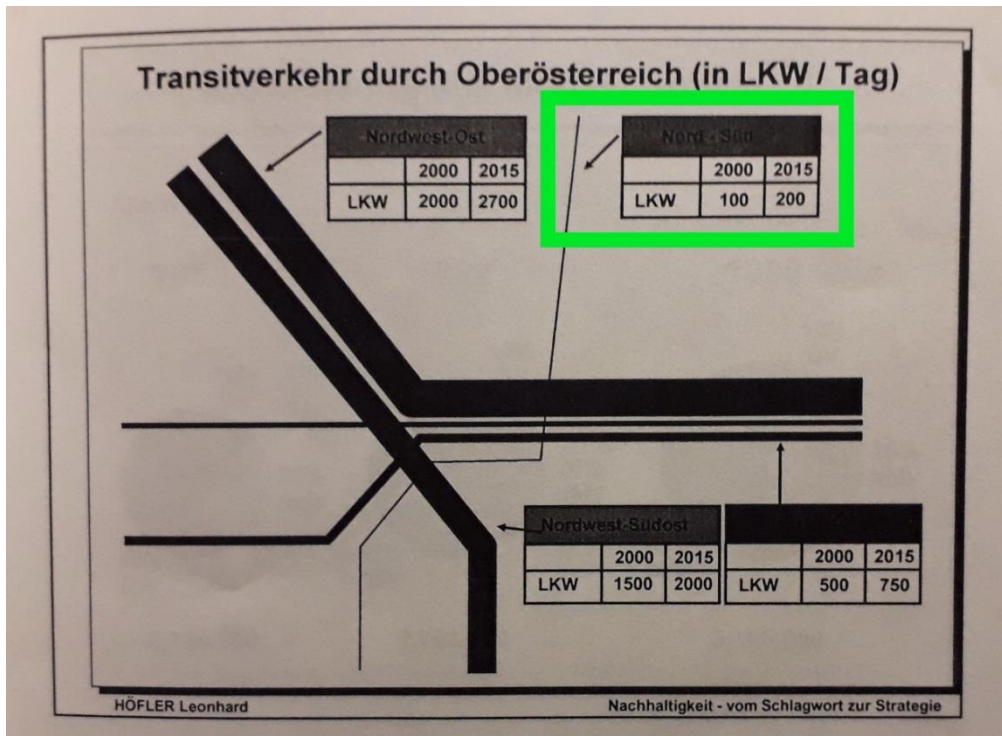 Transitverkehr durch Oberösterreich (in LKW / Tag)
Nordwest-Ost
2000 2015
LKW 2000 2700
Nord - Süd
2000 2015
LKW 100 200
Nordwest-Südost
2000 2015
LKW 1500 2000
2000 2015
LKW 500 750
HÖFLER Leonhard
Nachhaltigkeit - vom Schlagwort zur Strategie